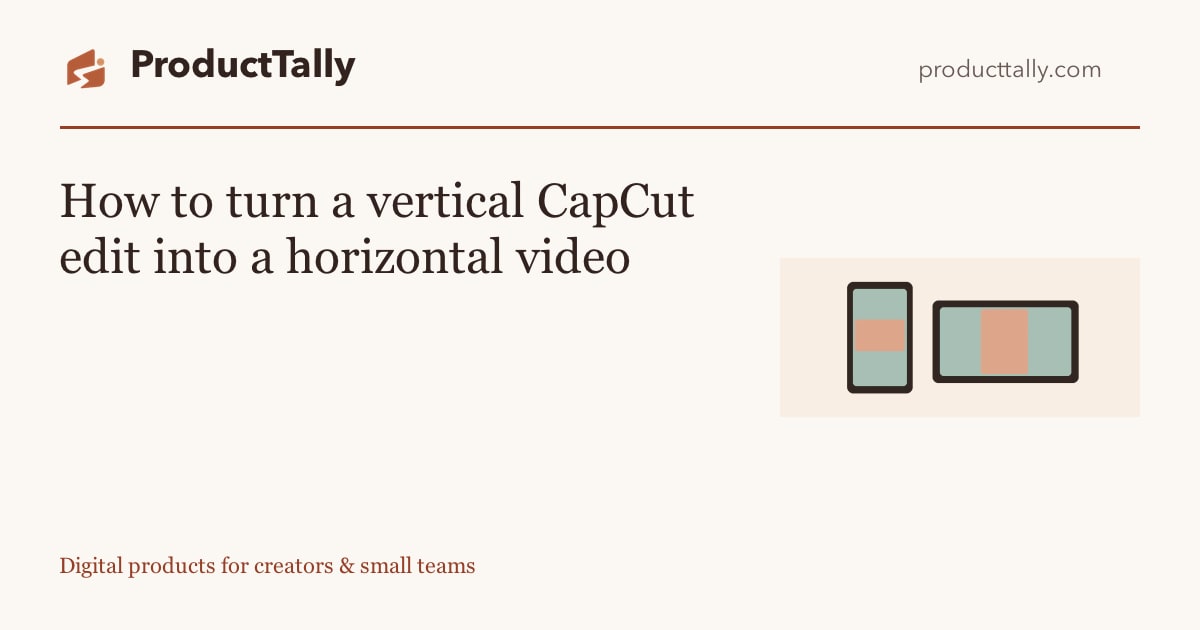 ProductTally
producttally.com
How to turn a vertical CapCut
edit into a horizontal video
Digital products for creators & small teams